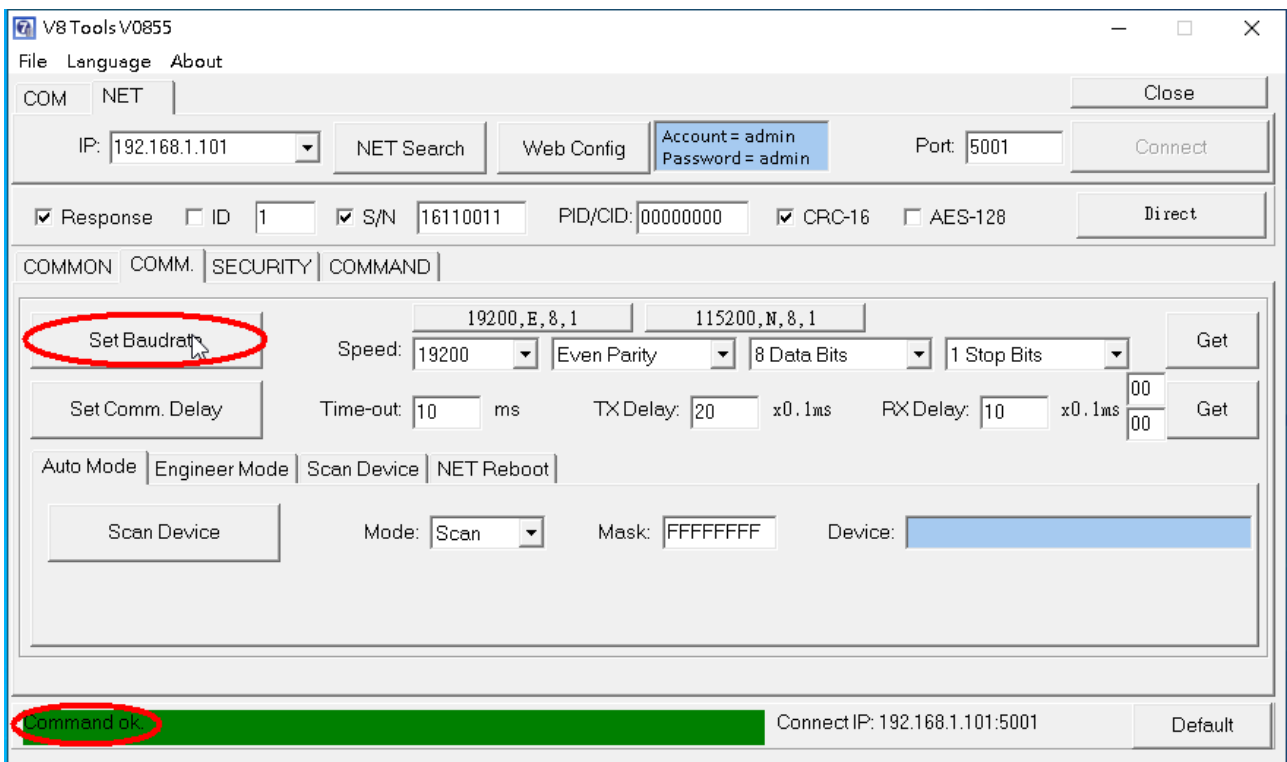 V8 Tools V0855
File Language About
COM NET Close
IP: 192.168.1.101 NET Search Web Config Account = admin Port: 5001 Connect
Password = admin
Response ID 1 S/N 16110011 PID/CID: 00000000 CRC-16 AES-128 Direct
COMMON COMM. SECURITY COMMAND
19200,E,8,1 115200,N,8,1
Set Baudrate Speed: 19200 Even Parity 8 Data Bits 1 Stop Bits Get
00
Set Comm. Delay Time-out: 10 ms TX Delay: 20 x0.1ms RX Delay: 10 x0.1ms Get
00
Auto Mode Engineer Mode Scan Device NET Reboot
Scan Device Mode: Scan Mask: FFFFFFFF Device:
Command ok. Connect IP: 192.168.1.101:5001 Default